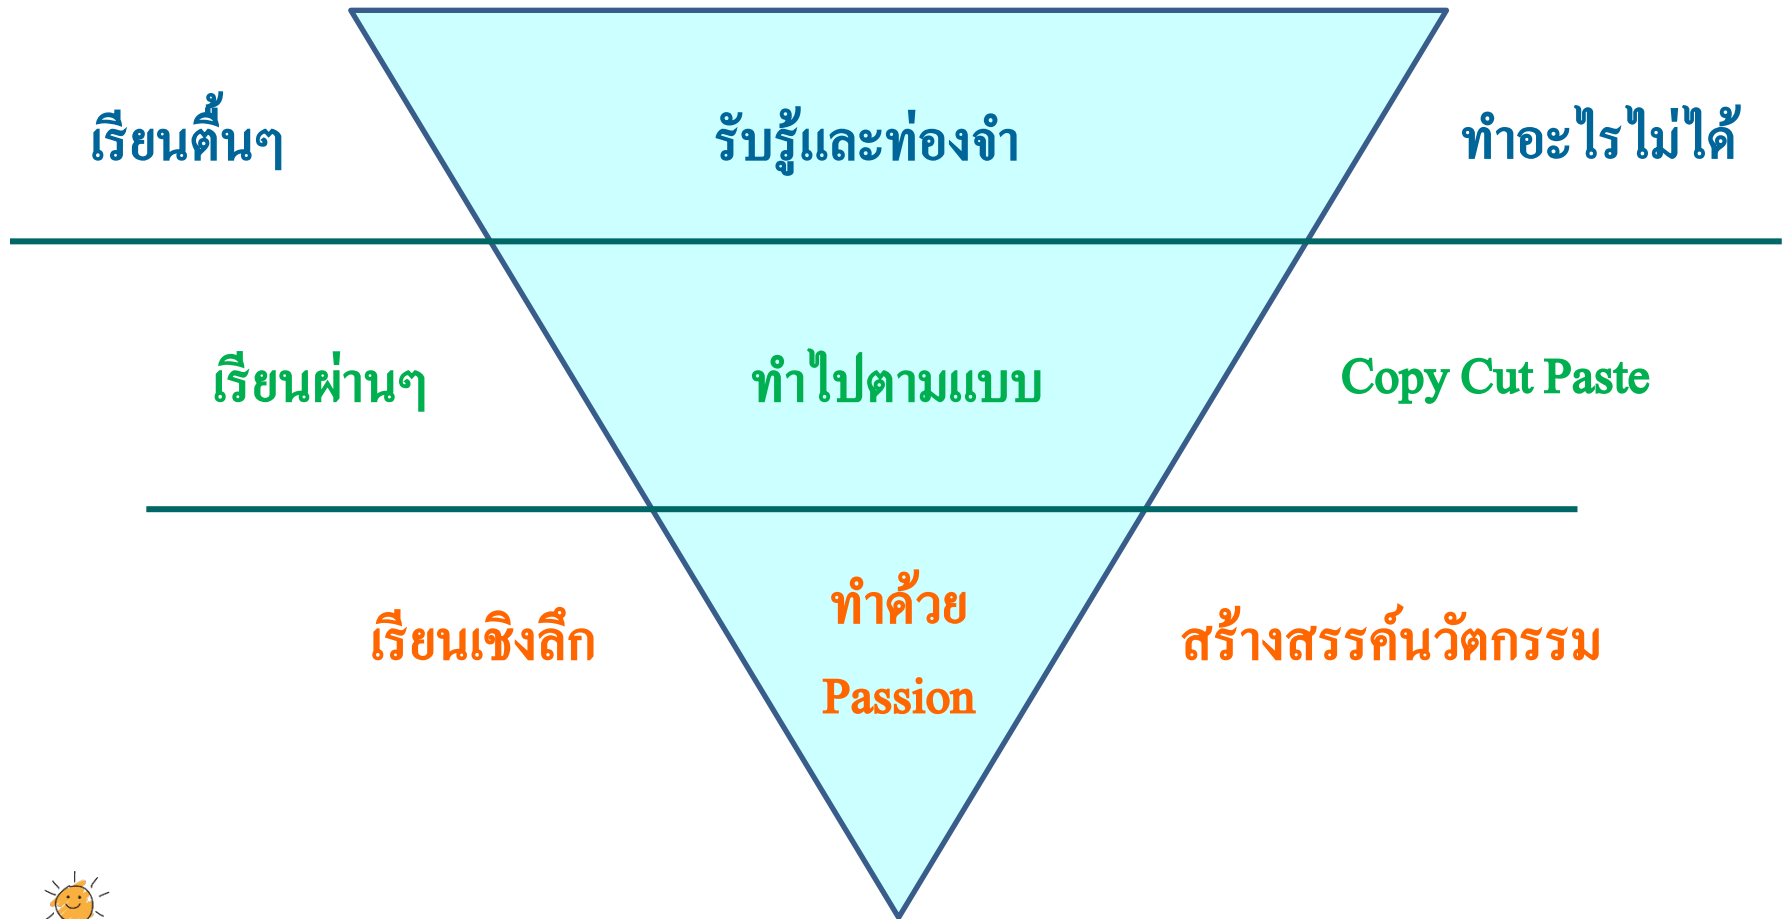 เรียนตื้นๆ รับรู้และท่องจำ ทำอะไรไม่ได้
เรียนผ่านๆ ทำไปตามแบบ Copy Cut Paste
เรียนเชิงลึก ทำด้วย สร้างสรรค์นวัตกรรม
Passion